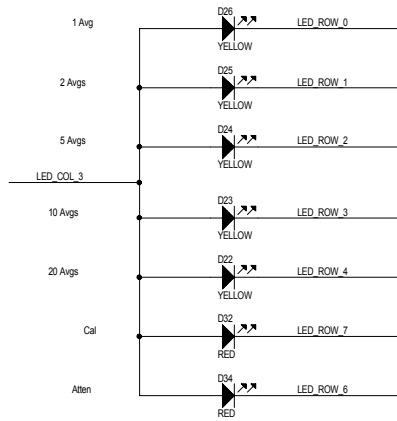 D26
1 Avg
LED_ROW_0
YELLOW
D25
2 Avgs
LED_ROW_1
YELLOW
D24
5 Avgs
LED_ROW_2
YELLOW
LED_COL_3
D23
10 Avgs
LED_ROW_3
YELLOW
D22
20 Avgs
LED_ROW_4
YELLOW
D32
Cal
LED_ROW_7
RED
D34
Atten
LED_ROW_6
RED